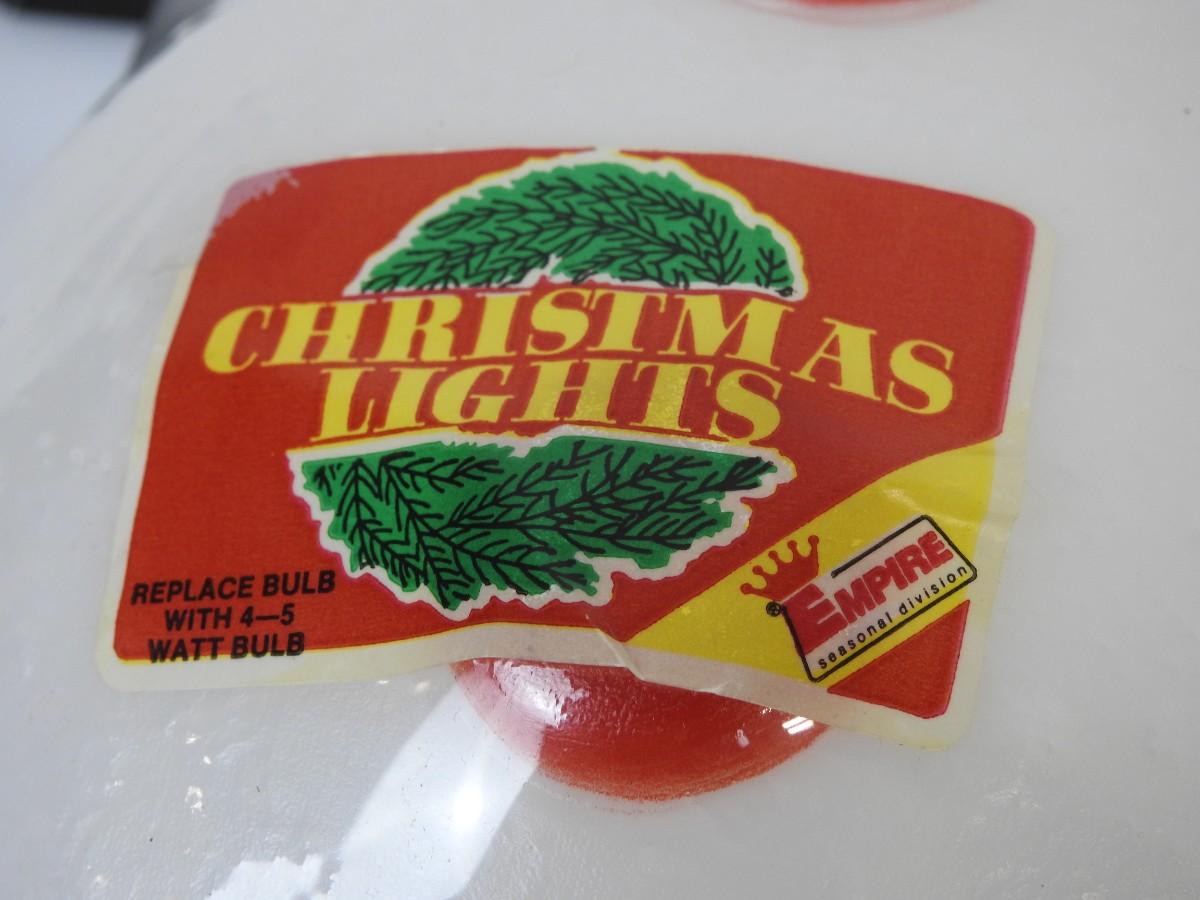 CHRISTMAS
LIGHTS
REPLACE BULB
WITH 4—5
WATT BULB
® EMPIRE
seasonal division